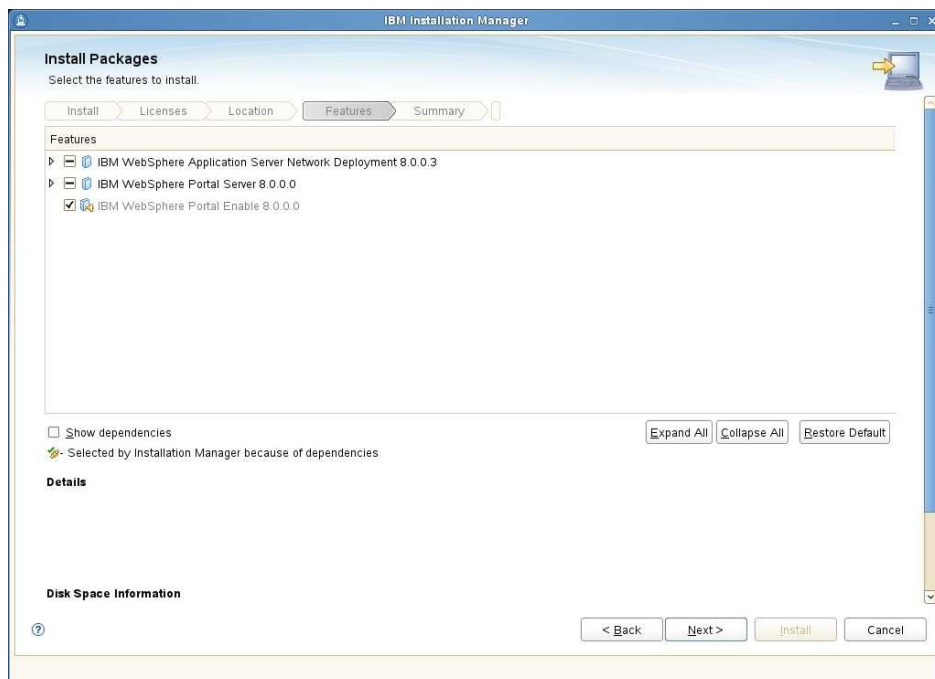 IBM Installation Manager
Install Packages
Select the features to install.
Install Licenses Location Features Summary
Features
IBM WebSphere Application Server Network Deployment 8.0.0.3
IBM WebSphere Portal Server 8.0.0.0
IBM WebSphere Portal Enable 8.0.0.0
Show dependencies Expand All Collapse All Restore Default
- Selected by Installation Manager because of dependencies
Details
Disk Space Information
? < Back Next > Install Cancel